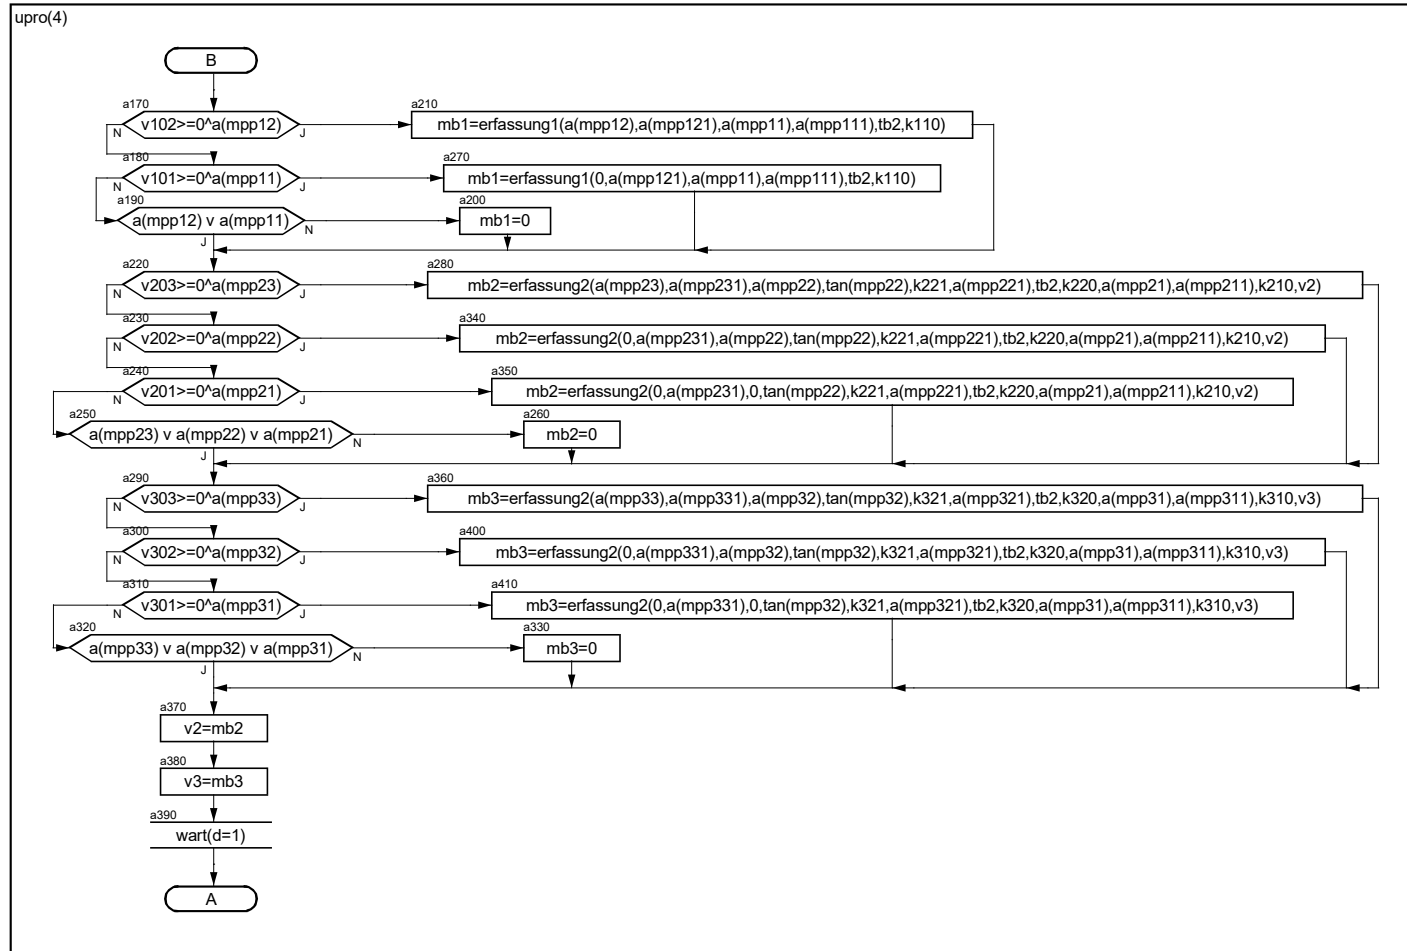 upro(4)
B
a170
v102>=0^a(mpp12)
N
J
a210
mb1=erfassung1(a(mpp12),a(mpp121),a(mpp11),a(mpp111),tb2,k110)
a180
v101>=0^a(mpp11)
N
J
a270
mb1=erfassung1(0,a(mpp121),a(mpp11),a(mpp111),tb2,k110)
a190
a(mpp12) v a(mpp11)
N
J
a200
mb1=0
a220
v203>=0^a(mpp23)
N
J
a280
mb2=erfassung2(a(mpp23),a(mpp231),a(mpp22),tan(mpp22),k221,a(mpp221),tb2,k220,a(mpp21),a(mpp211),k210,v2)
a230
v202>=0^a(mpp22)
N
J
a340
mb2=erfassung2(0,a(mpp231),a(mpp22),tan(mpp22),k221,a(mpp221),tb2,k220,a(mpp21),a(mpp211),k210,v2)
a240
v201>=0^a(mpp21)
N
J
a350
mb2=erfassung2(0,a(mpp231),0,tan(mpp22),k221,a(mpp221),tb2,k220,a(mpp21),a(mpp211),k210,v2)
a250
a(mpp23) v a(mpp22) v a(mpp21)
N
J
a260
mb2=0
a290
v303>=0^a(mpp33)
N
J
a360
mb3=erfassung2(a(mpp33),a(mpp331),a(mpp32),tan(mpp32),k321,a(mpp321),tb2,k320,a(mpp31),a(mpp311),k310,v3)
a300
v302>=0^a(mpp32)
N
J
a400
mb3=erfassung2(0,a(mpp331),a(mpp32),tan(mpp32),k321,a(mpp321),tb2,k320,a(mpp31),a(mpp311),k310,v3)
a310
v301>=0^a(mpp31)
N
J
a410
mb3=erfassung2(0,a(mpp331),0,tan(mpp32),k321,a(mpp321),tb2,k320,a(mpp31),a(mpp311),k310,v3)
a320
a(mpp33) v a(mpp32) v a(mpp31)
N
J
a330
mb3=0
a370
v2=mb2
a380
v3=mb3
a390
wart(d=1)
A